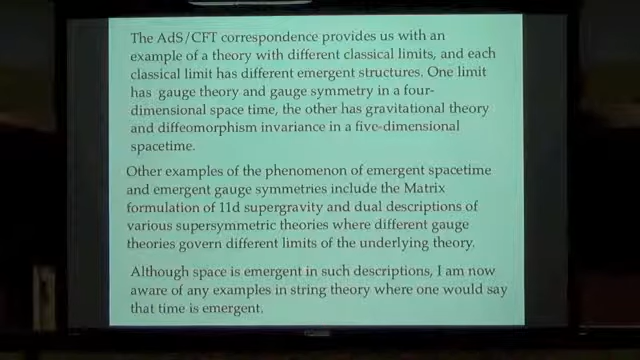 The AdS/CFT correspondence provides us with an
example of a theory with different classical limits, and each
classical limit has different emergent structures. One limit
has gauge theory and gauge symmetry in a four-
dimensional space time, the other has gravitational theory
and diffeomorphism invariance in a five-dimensional
spacetime.
Other examples of the phenomenon of emergent spacetime
and emergent gauge symmetries include the Matrix
formulation of 11d supergravity and dual descriptions of
various supersymmetric theories where different gauge
theories govern different limits of the underlying theory.
Although space is emergent in such descriptions, I am now
aware of any examples in string theory where one would say
that time is emergent.